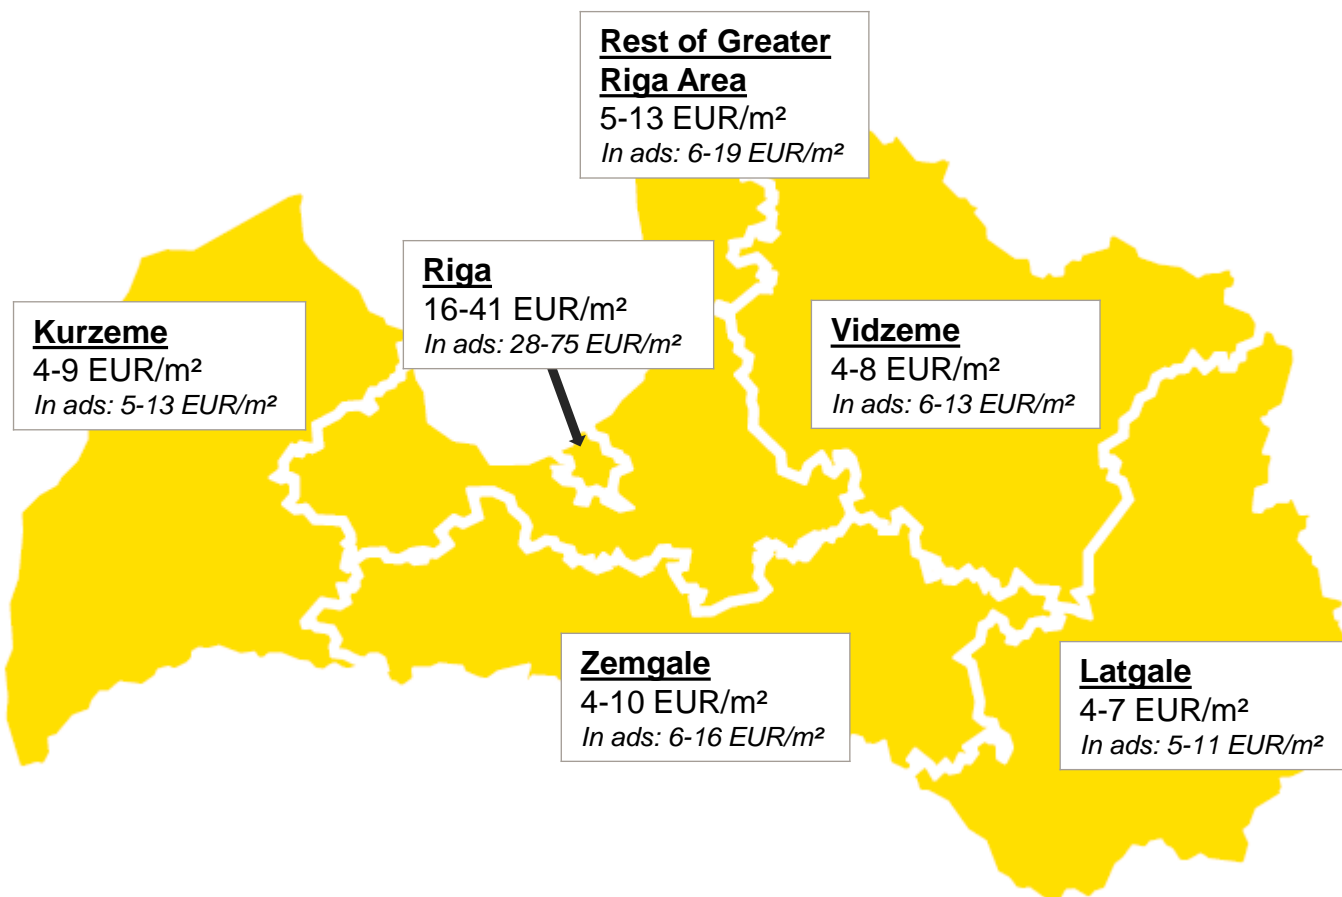 Rest of Greater
Riga Area
5-13 EUR/m²
In ads: 6-19 EUR/m²
Riga
16-41 EUR/m²
In ads: 28-75 EUR/m²
Kurzeme
4-9 EUR/m²
In ads: 5-13 EUR/m²
Vidzeme
4-8 EUR/m²
In ads: 6-13 EUR/m²
Zemgale
4-10 EUR/m²
In ads: 6-16 EUR/m²
Latgale
4-7 EUR/m²
In ads: 5-11 EUR/m²